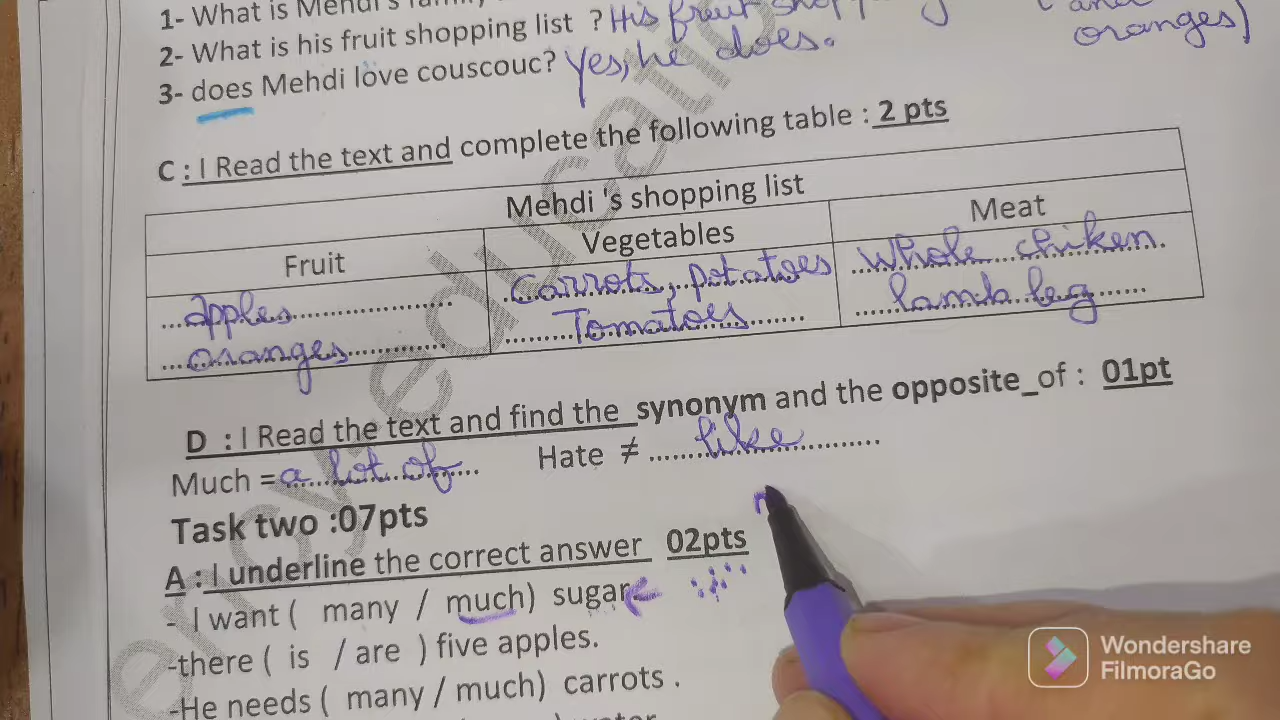 1- What is Mehdi's family
2- What is his fruit shopping list ? His fruit shopping
oranges)
3- does Mehdi love couscouc? Yes, he does.
C : I Read the text and complete the following table : 2 pts
Mehdi 's shopping list
Fruit Vegetables Meat
apples Carrots, potatoes Whole chiken.
oranges Tomatoes lamb leg
D : I Read the text and find the synonym and the opposite_of : 01pt
Much = a lot of Hate ≠ like
Task two :07pts
A : I underline the correct answer 02pts
- I want ( many / much) sugar
-there ( is / are ) five apples.
-He needs ( many / much) carrots .
water
Wondershare
FilmoraGo